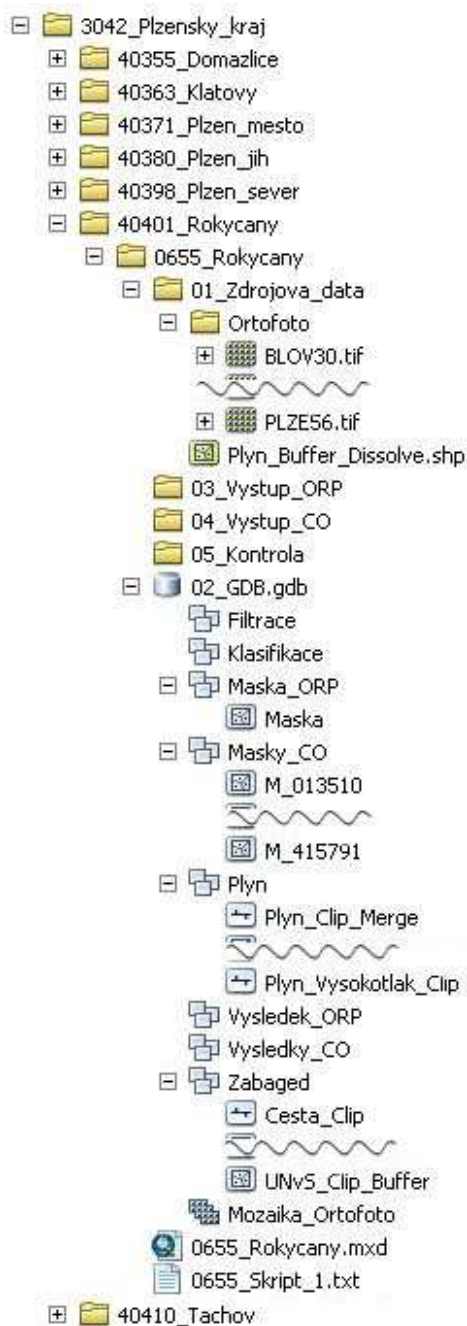 3042_Plzensky_kraj
40355_Domazlice
40363_Klatovy
40371_Plzen_mesto
40380_Plzen_jih
40398_Plzen_sever
40401_Rokycany
0655_Rokycany
01_Zdrojova_data
Ortofoto
BLOV30.tif
PLZE56.tif
Plyn_Buffer_Dissolve.shp
03_Vystup_ORP
04_Vystup_CO
05_Kontrola
02_GDB.gdb
Filtrace
Klasifikace
Maska_ORP
Maska
Masky_CO
M_013510
M_415791
Plyn
Plyn_Clip_Merge
Plyn_Vysokotlak_Clip
Vysledek_ORP
Vysledky_CO
Zabaged
Cesta_Clip
UNvS_Clip_Buffer
Mozaika_Ortofoto
0655_Rokycany.mxd
0655_Skript_1.txt
40410_Tachov